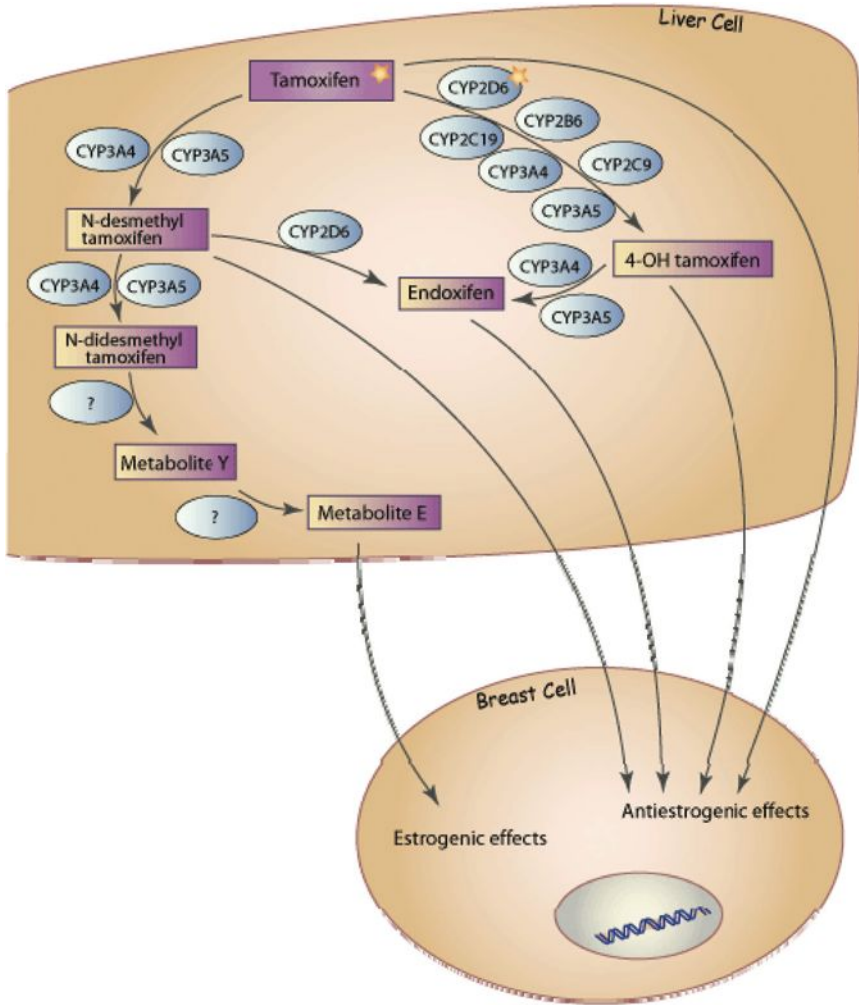 Liver Cell
Tamoxifen
CYP2D6
CYP2B6
CYP2C19
CYP3A4
CYP2C9
CYP3A5
CYP3A4
CYP3A5
N-desmethyl
tamoxifen
CYP2D6
4-OH tamoxifen
CYP3A4
Endoxifen
CYP3A5
CYP3A4
CYP3A5
N-didesmethyl
tamoxifen
?
Metabolite Y
?
Metabolite E
Breast Cell
Estrogenic effects
Antiestrogenic effects